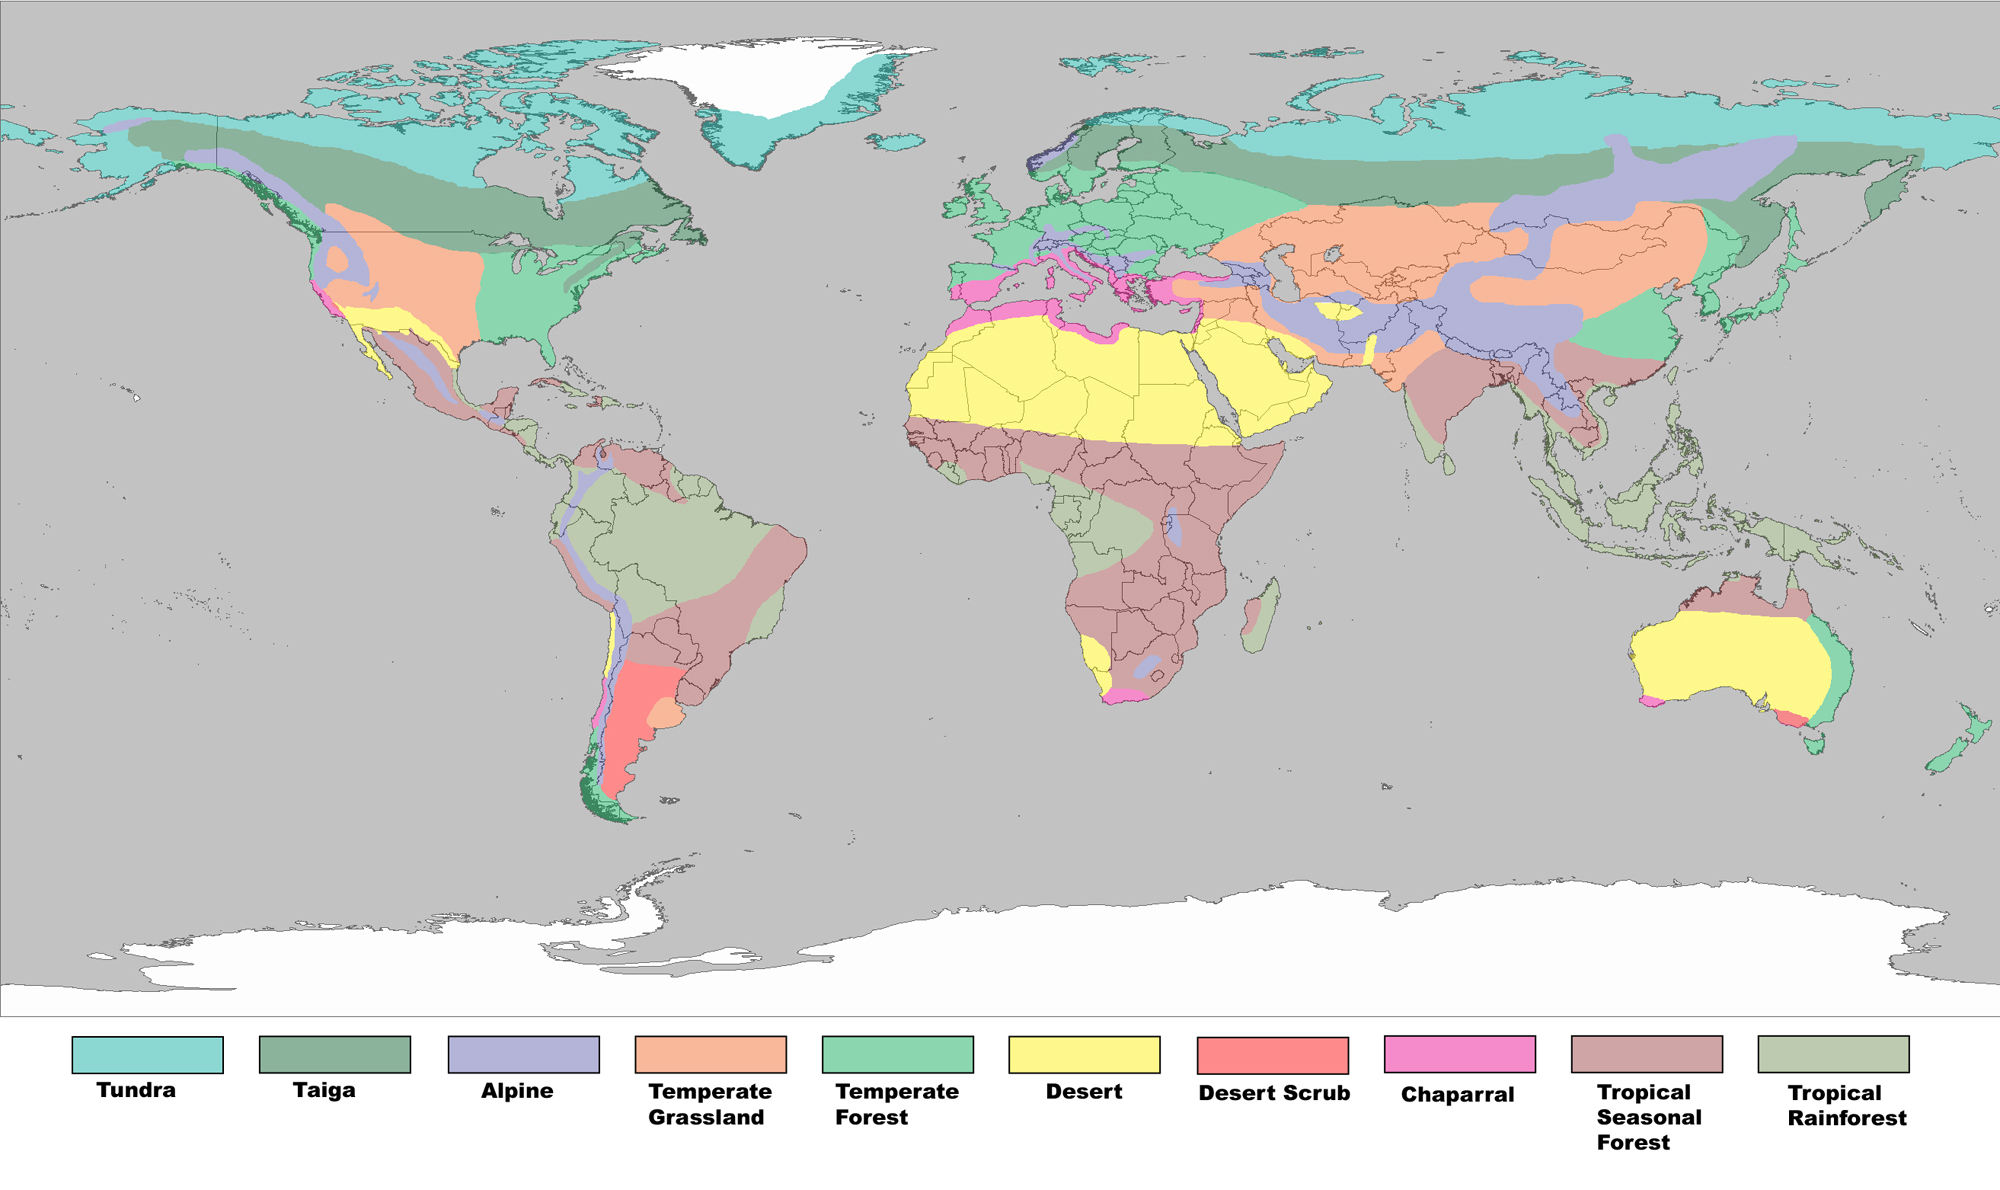 Tundra
Taiga
Alpine
Temperate
Grassland
Temperate
Forest
Desert
Desert Scrub
Chaparral
Tropical
Seasonal
Forest
Tropical
Rainforest